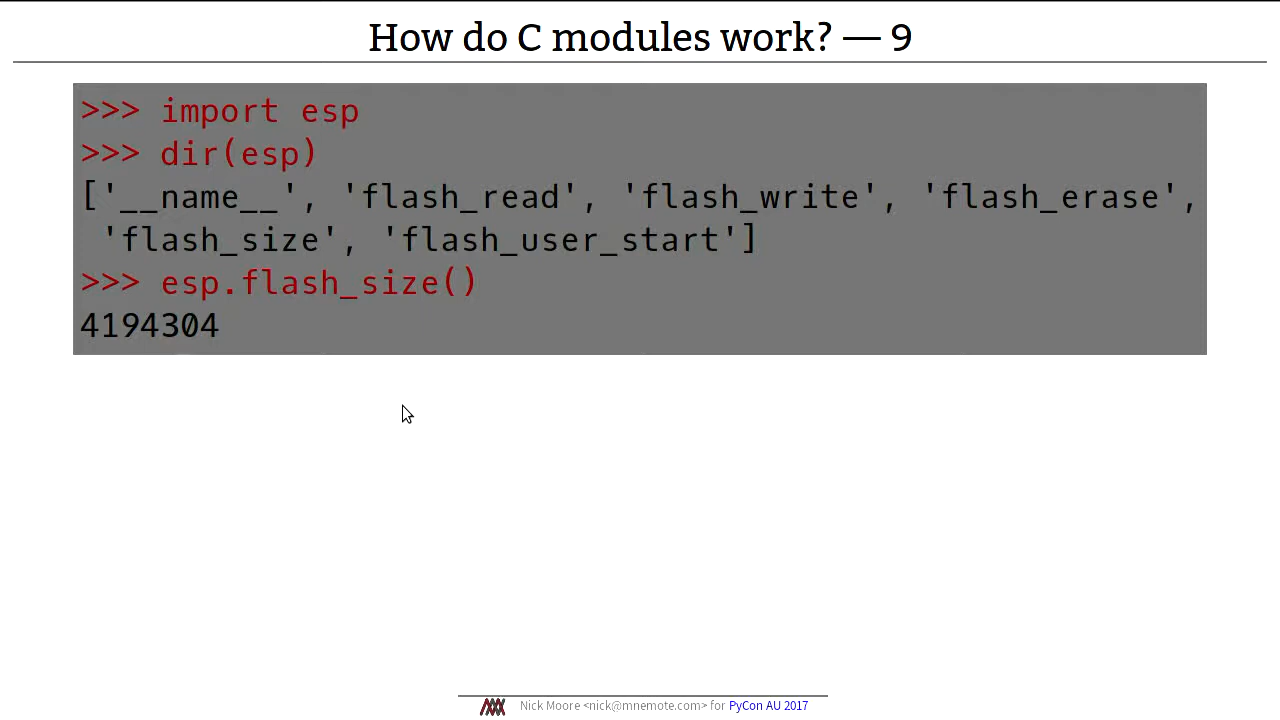 How do C modules work? — 9
>>> import esp
>>> dir(esp)
['__name__', 'flash_read', 'flash_write', 'flash_erase',
 'flash_size', 'flash_user_start']
>>> esp.flash_size()
4194304
Nick Moore <nick@mnemote.com> for PyCon AU 2017